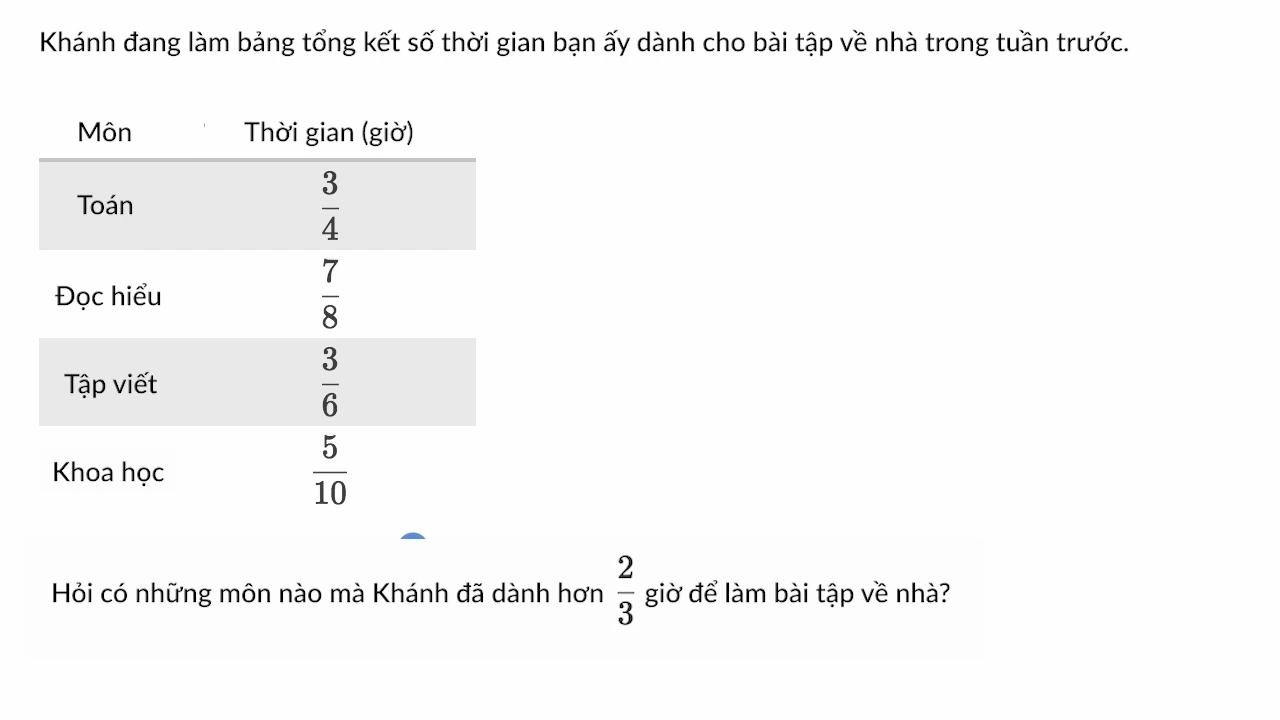 Khánh đang làm bảng tổng kết số thời gian bạn ấy dành cho bài tập về nhà trong tuần trước.
Môn Thời gian (giờ)
Toán 3/4
Đọc hiểu 7/8
Tập viết 3/6
Khoa học 5/10
Hỏi có những môn nào mà Khánh đã dành hơn 2/3 giờ để làm bài tập về nhà?